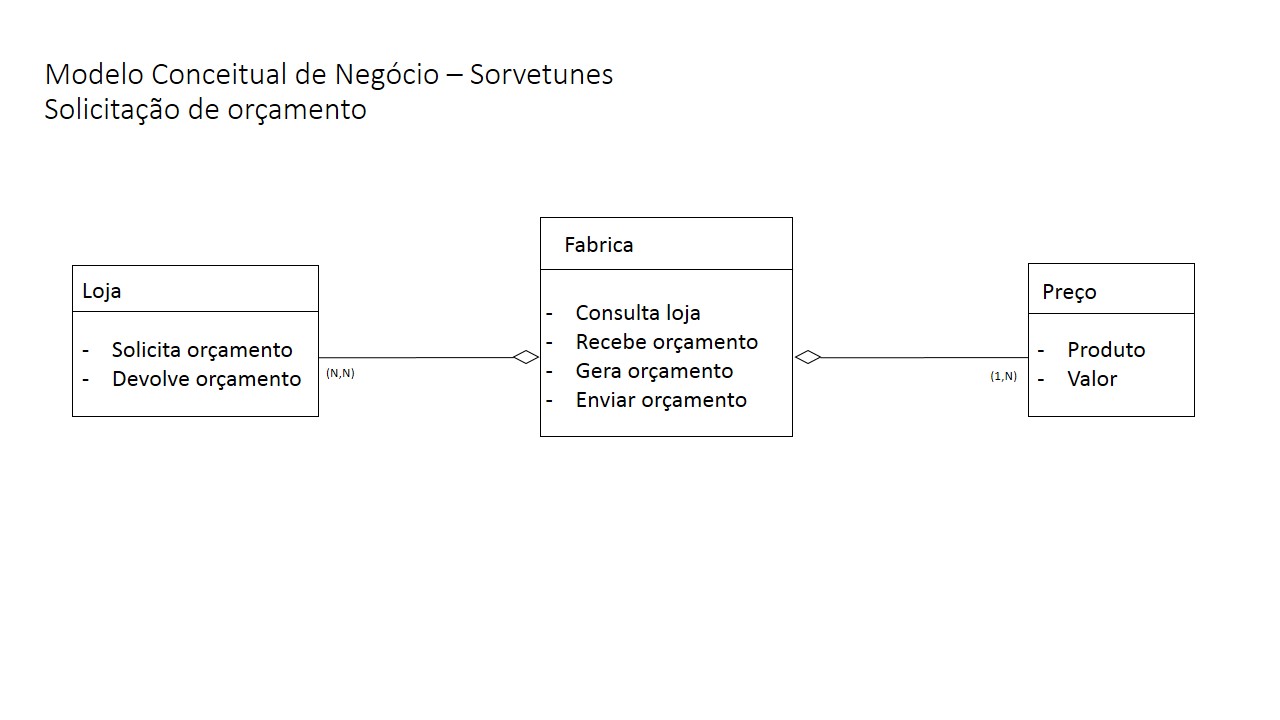 Modelo Conceitual de Negócio – Sorvetunes
Solicitação de orçamento
Loja
- Solicita orçamento
- Devolve orçamento
(N,N)
Fabrica
- Consulta loja
- Recebe orçamento
- Gera orçamento
- Enviar orçamento
(1,N)
Preço
- Produto
- Valor